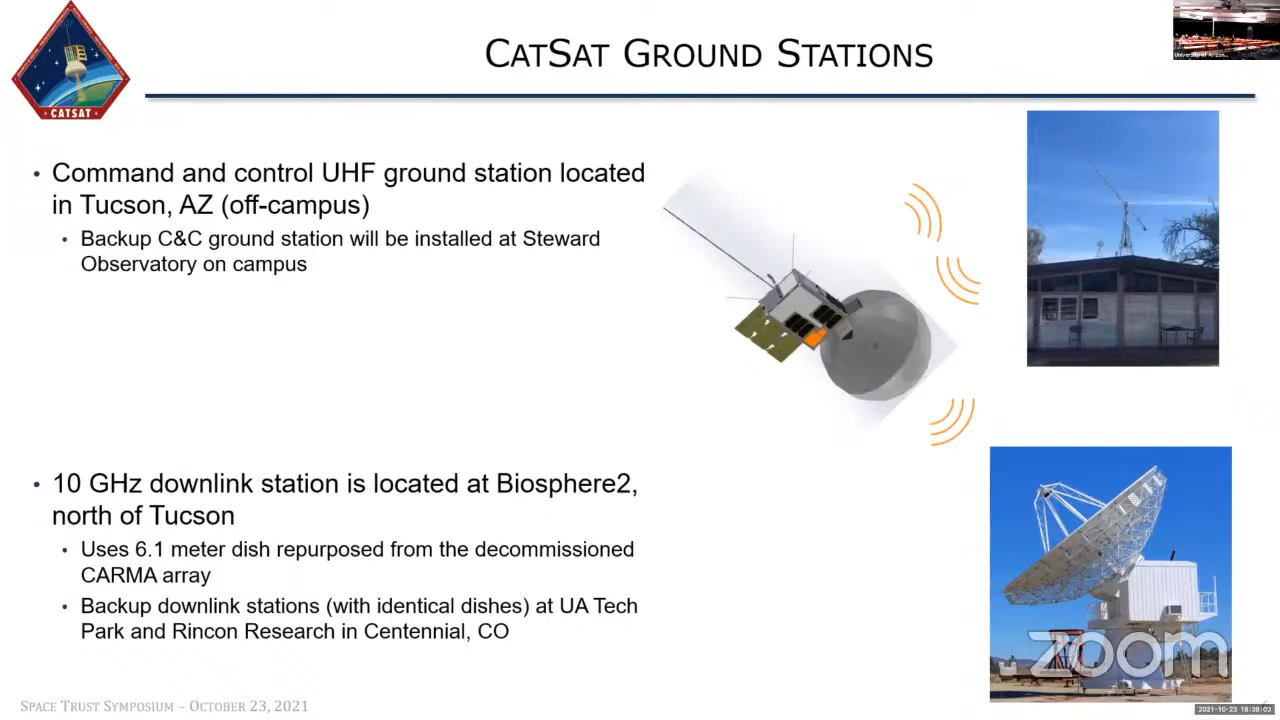 CATSAT GROUND STATIONS
University of Arizon...
CATSAT
• Command and control UHF ground station located
in Tucson, AZ (off-campus)
• Backup C&C ground station will be installed at Steward
Observatory on campus
• 10 GHz downlink station is located at Biosphere2,
north of Tucson
• Uses 6.1 meter dish repurposed from the decommissioned
CARMA array
• Backup downlink stations (with identical dishes) at UA Tech
Park and Rincon Research in Centennial, CO
zoom
SPACE TRUST SYMPOSIUM – OCTOBER 23, 2021
2021-10-23 18:38:03